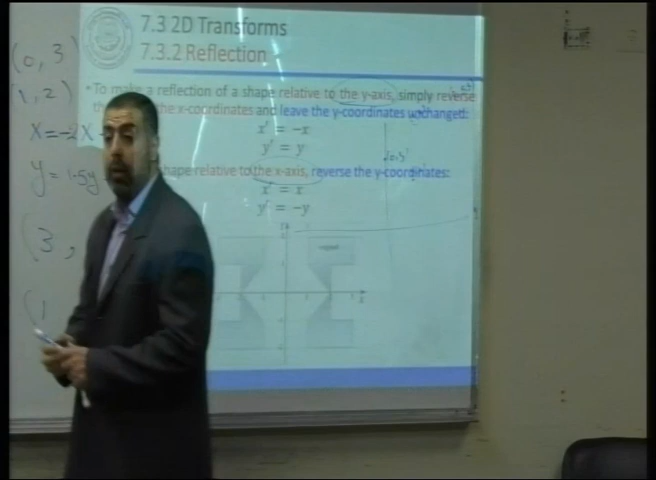 7.3 2D Transforms
7.3.2 Reflection
(0, 3)
1, 2)
x=-2x
y = 1.5y
(3,
(1
• To make a reflection of a shape relative to the y-axis, simply reverse
the x-coordinates and leave the y-coordinates unchanged:
x' = -x
y' = y
shape relative to the x-axis, reverse the y-coordinates:
x' = x
y' = -y